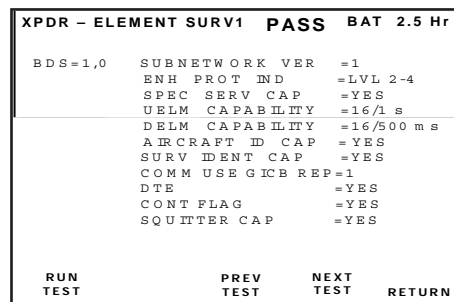 XPDR – ELEMENT SURV1 PASS BAT 2.5 Hr
BDS=1,0 SUBNETWORK VER =1
ENH PROT IND =LVL 2-4
SPEC SERV CAP =YES
UELM CAPABILITY =16/1 s
DELM CAPABILITY =16/500 ms
AIRCRAFT ID CAP =YES
SURV IDENT CAP =YES
COMM USE GICB REP=1
DTE =YES
CONT FLAG =YES
SQUITTER CAP =YES
RUN TEST PREV TEST NEXT TEST RETURN